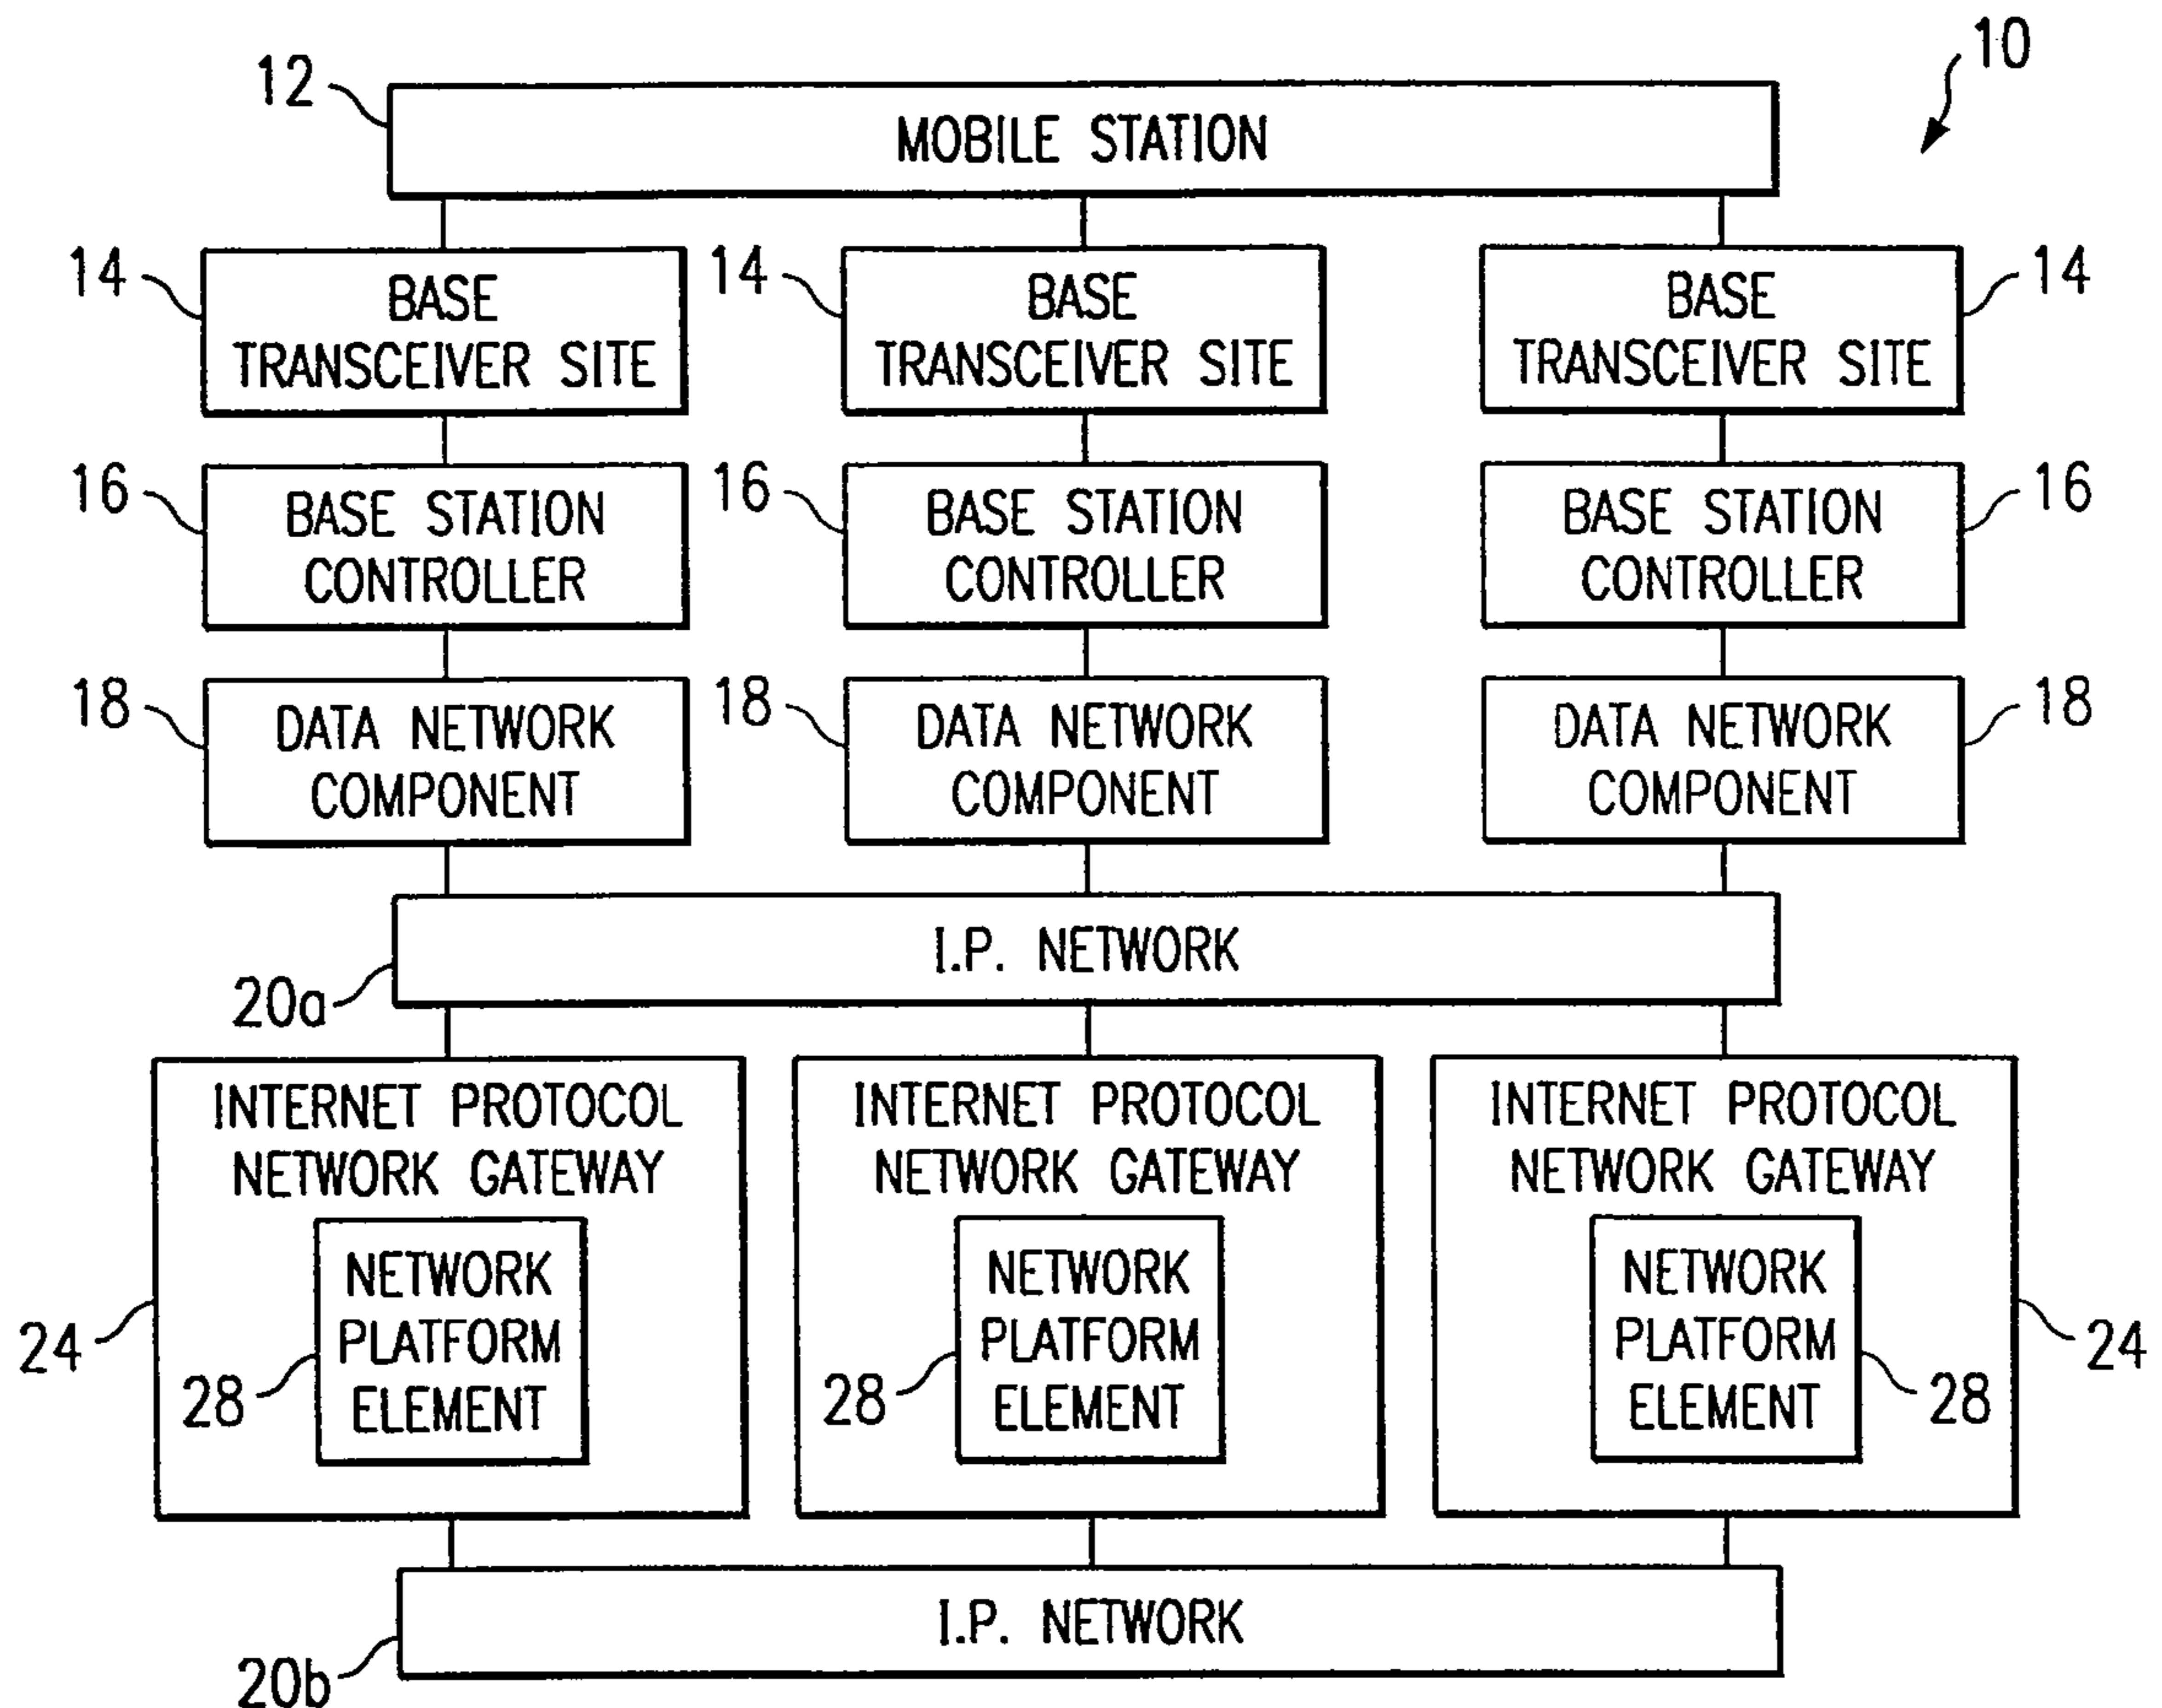 10
12
MOBILE STATION
14
BASE
TRANSCEIVER SITE
14
BASE
TRANSCEIVER SITE
BASE
TRANSCEIVER SITE
14
16
BASE STATION
CONTROLLER
16
BASE STATION
CONTROLLER
BASE STATION
CONTROLLER
16
18
DATA NETWORK
COMPONENT
18
DATA NETWORK
COMPONENT
DATA NETWORK
COMPONENT
18
I.P. NETWORK
20a
INTERNET PROTOCOL
NETWORK GATEWAY
NETWORK
PLATFORM
ELEMENT
24
28
INTERNET PROTOCOL
NETWORK GATEWAY
NETWORK
PLATFORM
ELEMENT
28
INTERNET PROTOCOL
NETWORK GATEWAY
NETWORK
PLATFORM
ELEMENT
24
28
I.P. NETWORK
20b